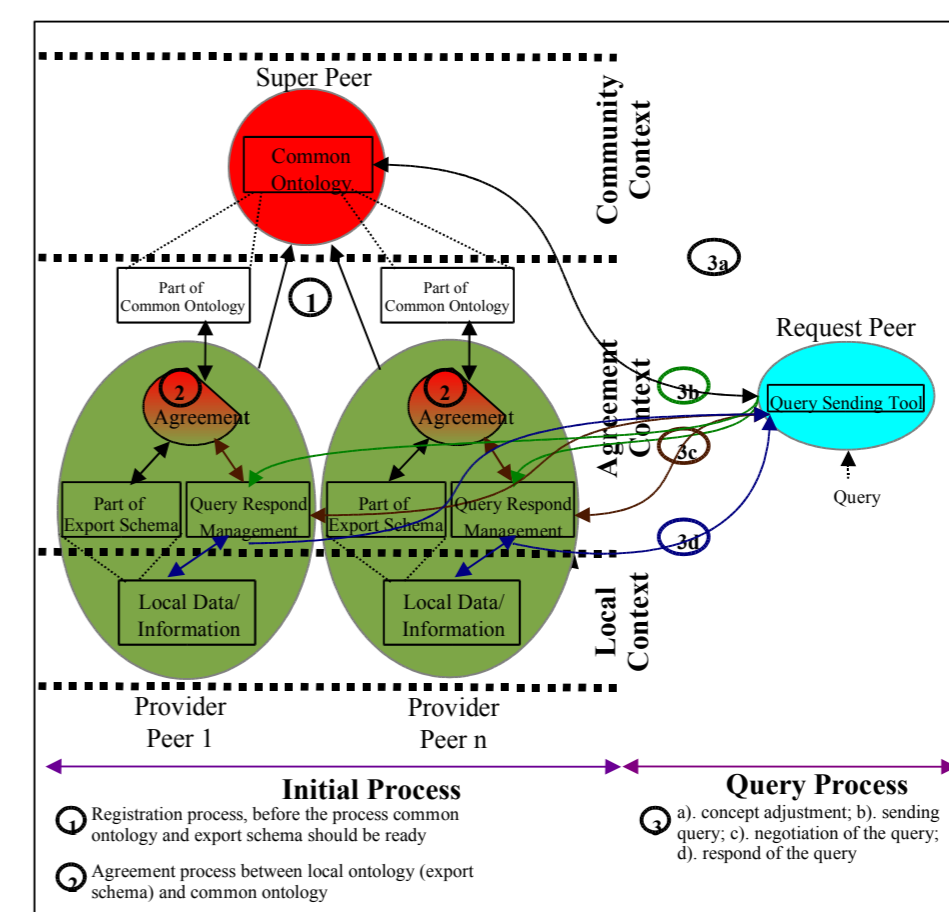 Super Peer
Common
Ontology
Community
Context
3a
Part of
Common Ontology
1
Part of
Common Ontology
Request Peer
Agreement
Context
3b
Query Sending Tool
2
Agreement
2
Agreement
3c
Query
Part of
Export Schema
Query Respond
Management
Part of
Export Schema
Query Respond
Management
3d
Local
Context
Local Data/
Information
Local Data/
Information
Provider
Peer 1
Provider
Peer n
Initial Process
1 Registration process, before the process common
ontology and export schema should be ready
2 Agreement process between local ontology (export
schema) and common ontology
Query Process
3 a). concept adjustment; b). sending
query; c). negotiation of the query;
d). respond of the query